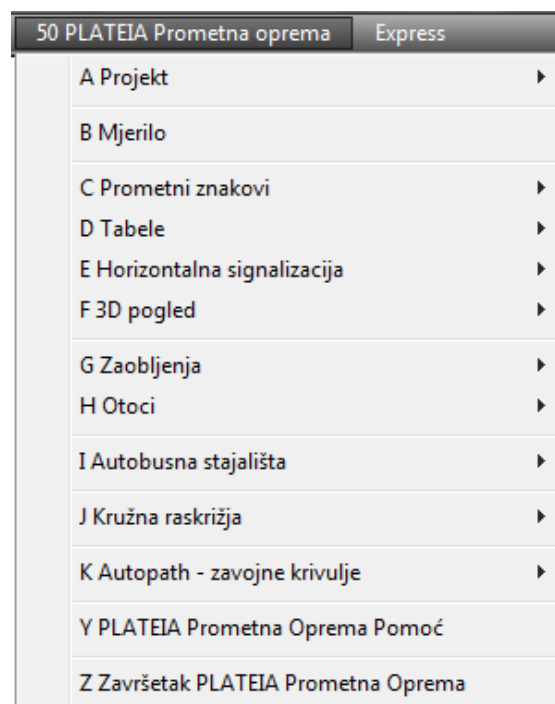 50 PLATEIA Prometna oprema Express
A Projekt
B Mjerilo
C Prometni znakovi
D Tabele
E Horizontalna signalizacija
F 3D pogled
G Zaobljenja
H Otoci
I Autobusna stajališta
J Kružna raskrižja
K Autopath - zavojne krivulje
Y PLATEIA Prometna Oprema Pomoć
Z Završetak PLATEIA Prometna Oprema